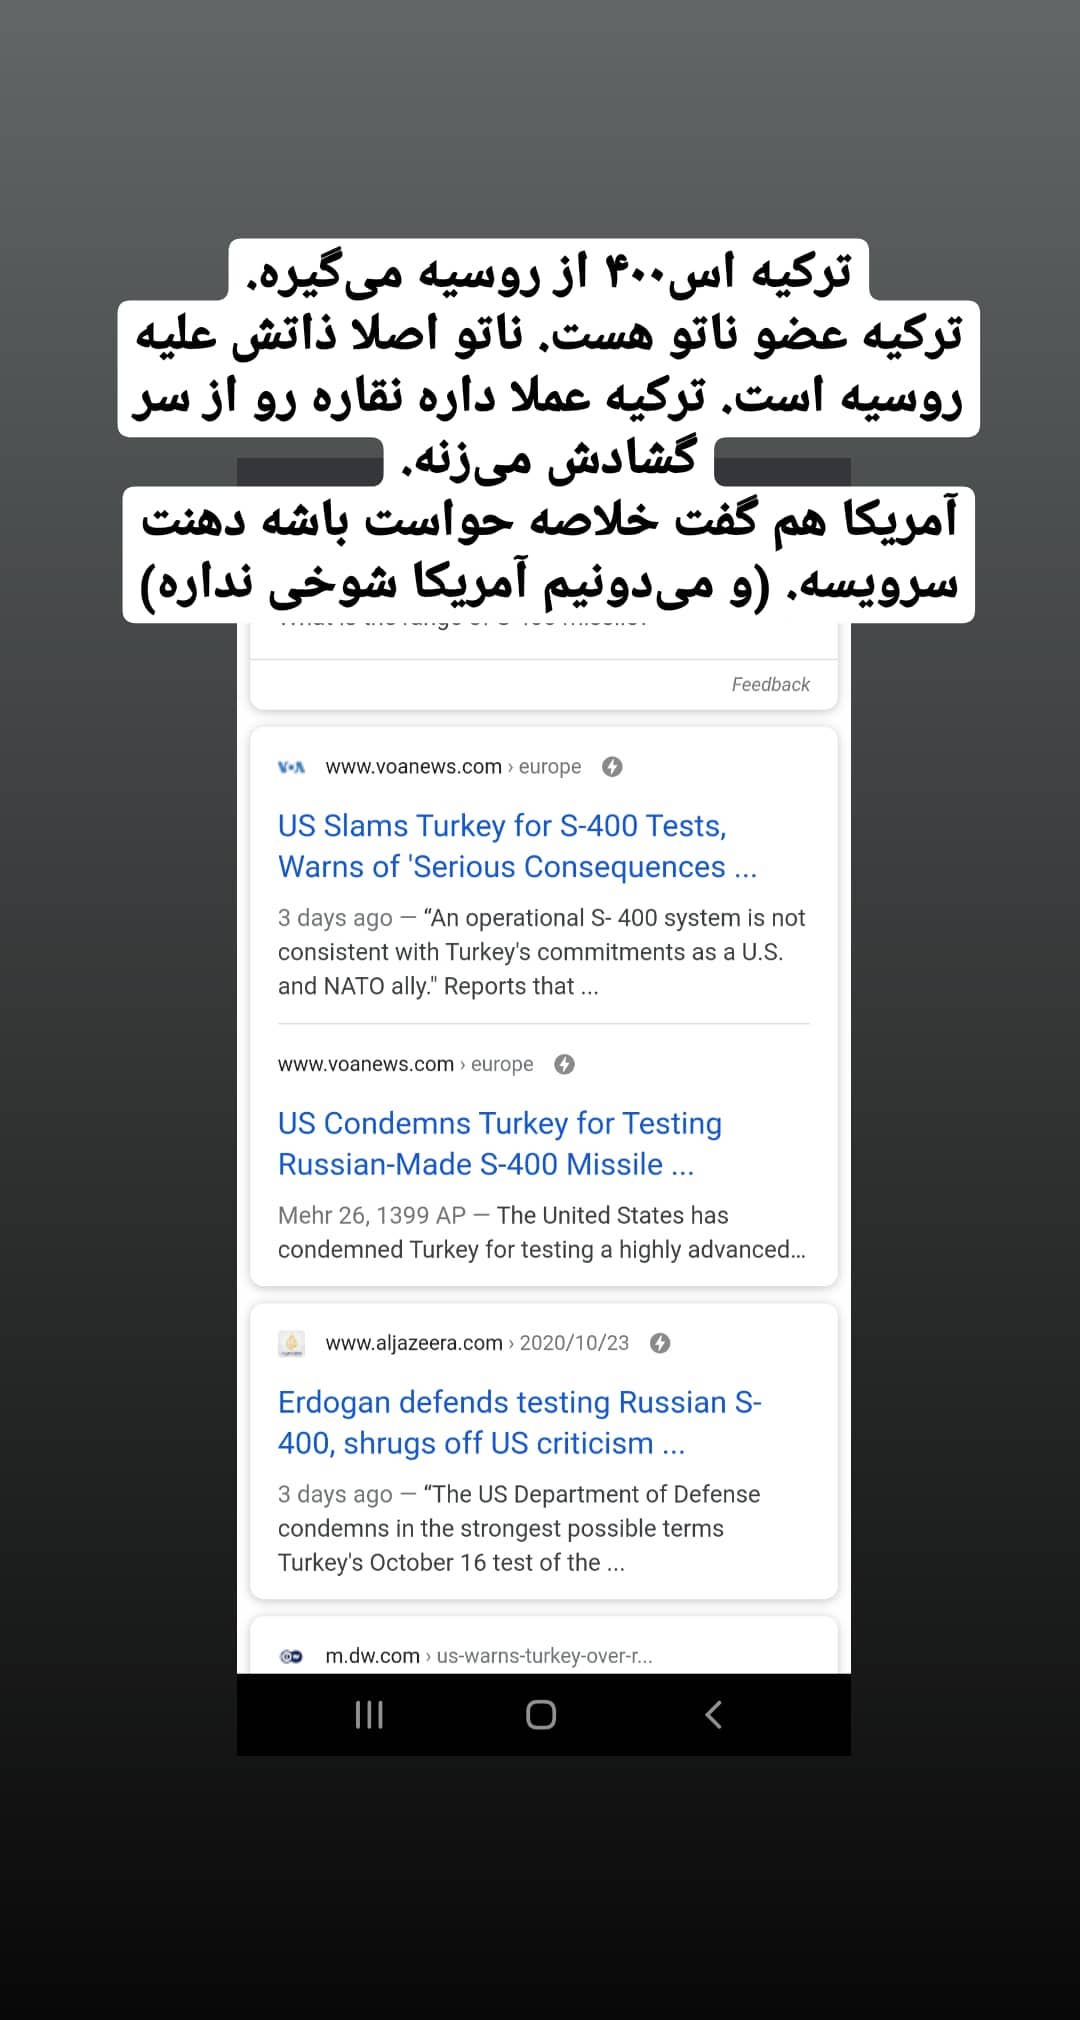 ترکیه اس۴۰۰ از روسیه می‌گیره.
ترکیه عضو ناتو هست. ناتو اصلا ذاتش علیه
روسیه است. ترکیه عملا داره نقاره رو از سر
گشادش می‌زنه.
آمریکا هم گفت خلاصه حواست باشه دهنت
سرویسه. (و می‌دونیم آمریکا شوخی نداره)
Feedback
VOA www.voanews.com › europe
US Slams Turkey for S-400 Tests,
Warns of 'Serious Consequences ...
3 days ago — “An operational S- 400 system is not
consistent with Turkey's commitments as a U.S.
and NATO ally." Reports that ...
www.voanews.com › europe
US Condemns Turkey for Testing
Russian-Made S-400 Missile ...
Mehr 26, 1399 AP — The United States has
condemned Turkey for testing a highly advanced...
www.aljazeera.com › 2020/10/23
Erdogan defends testing Russian S-
400, shrugs off US criticism ...
3 days ago — “The US Department of Defense
condemns in the strongest possible terms
Turkey's October 16 test of the ...
m.dw.com › us-warns-turkey-over-r...